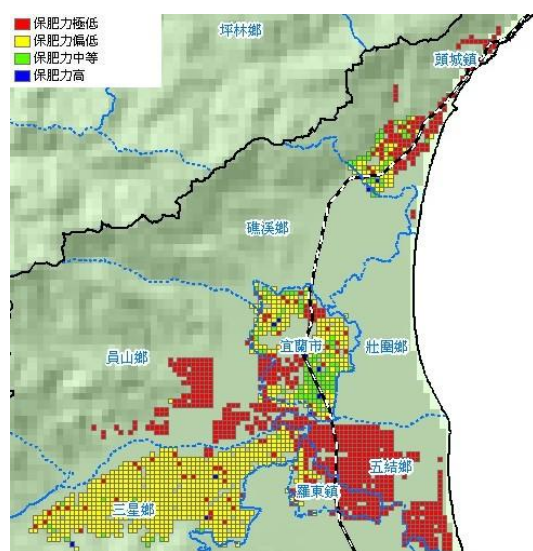 保肥力極低
保肥力偏低
保肥力中等
保肥力高
坪林鄉
頭城鎮
礁溪鄉
宜蘭市
壯圍鄉
員山鄉
五結鄉
羅東鎮
三星鄉